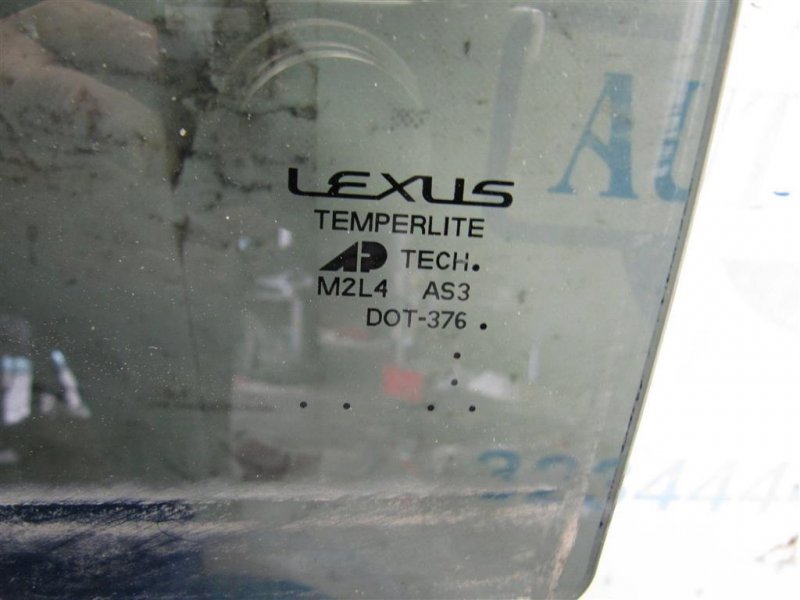 LEXUS
TEMPERLITE
AP TECH.
M2L4 AS3
DOT-376